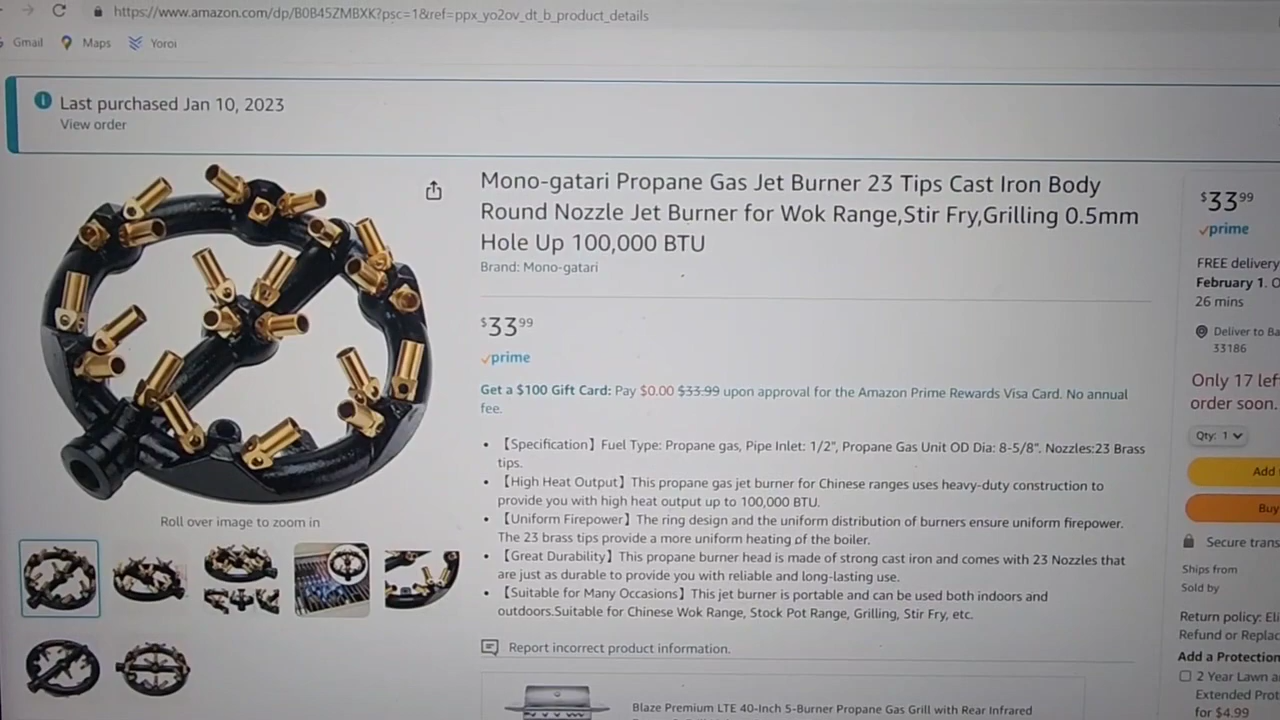 https://www.amazon.com/dp/B0B45ZMBXK?psc=1&ref=ppx_yo2ov_dt_b_product_details
Gmail Maps Yoroi
Last purchased Jan 10, 2023
View order
Mono-gatari Propane Gas Jet Burner 23 Tips Cast Iron Body
Round Nozzle Jet Burner for Wok Range,Stir Fry,Grilling 0.5mm
Hole Up 100,000 BTU
Brand: Mono-gatari
$33.99
prime
Get a $100 Gift Card: Pay $0.00 $33.99 upon approval for the Amazon Prime Rewards Visa Card. No annual
fee.
• 【Specification】Fuel Type: Propane gas, Pipe Inlet: 1/2", Propane Gas Unit OD Dia: 8-5/8". Nozzles:23 Brass
tips.
• 【High Heat Output】This propane gas jet burner for Chinese ranges uses heavy-duty construction to
provide you with high heat output up to 100,000 BTU.
• 【Uniform Firepower】The ring design and the uniform distribution of burners ensure uniform firepower.
The 23 brass tips provide a more uniform heating of the boiler.
• 【Great Durability】This propane burner head is made of strong cast iron and comes with 23 Nozzles that
are just as durable to provide you with reliable and long-lasting use.
• 【Suitable for Many Occasions】This jet burner is portable and can be used both indoors and
outdoors.Suitable for Chinese Wok Range, Stock Pot Range, Grilling, Stir Fry, etc.
Report incorrect product information.
Blaze Premium LTE 40-Inch 5-Burner Propane Gas Grill with Rear Infrared
Roll over image to zoom in
$33.99
prime
FREE delivery
February 1. O
26 mins
Deliver to Ba
33186
Only 17 lef
order soon.
Qty: 1
Add
Buy
Secure trans
Ships from
Sold by
Return policy: Eli
Refund or Replac
Add a Protection
2 Year Lawn a
Extended Prot
for $4.99